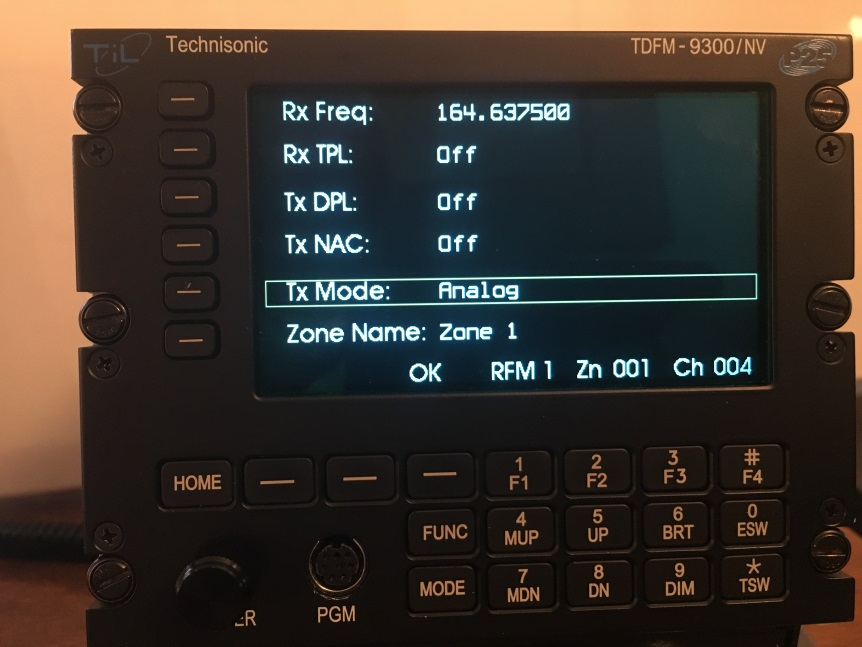 TiL Technisonic TDFM - 9300/NV P25
Rx Freq: 164.637500
Rx TPL: Off
Tx DPL: Off
Tx NAC: Off
Tx Mode: Analog
Zone Name: Zone 1
OK RFM 1 Zn 001 Ch 004
HOME 1 2 3 #
F1 F2 F3 F4
FUNC 4 5 6 0
MUP UP BRT ESW
MODE 7 8 9 *
MDN DN DIM TSW
PGM